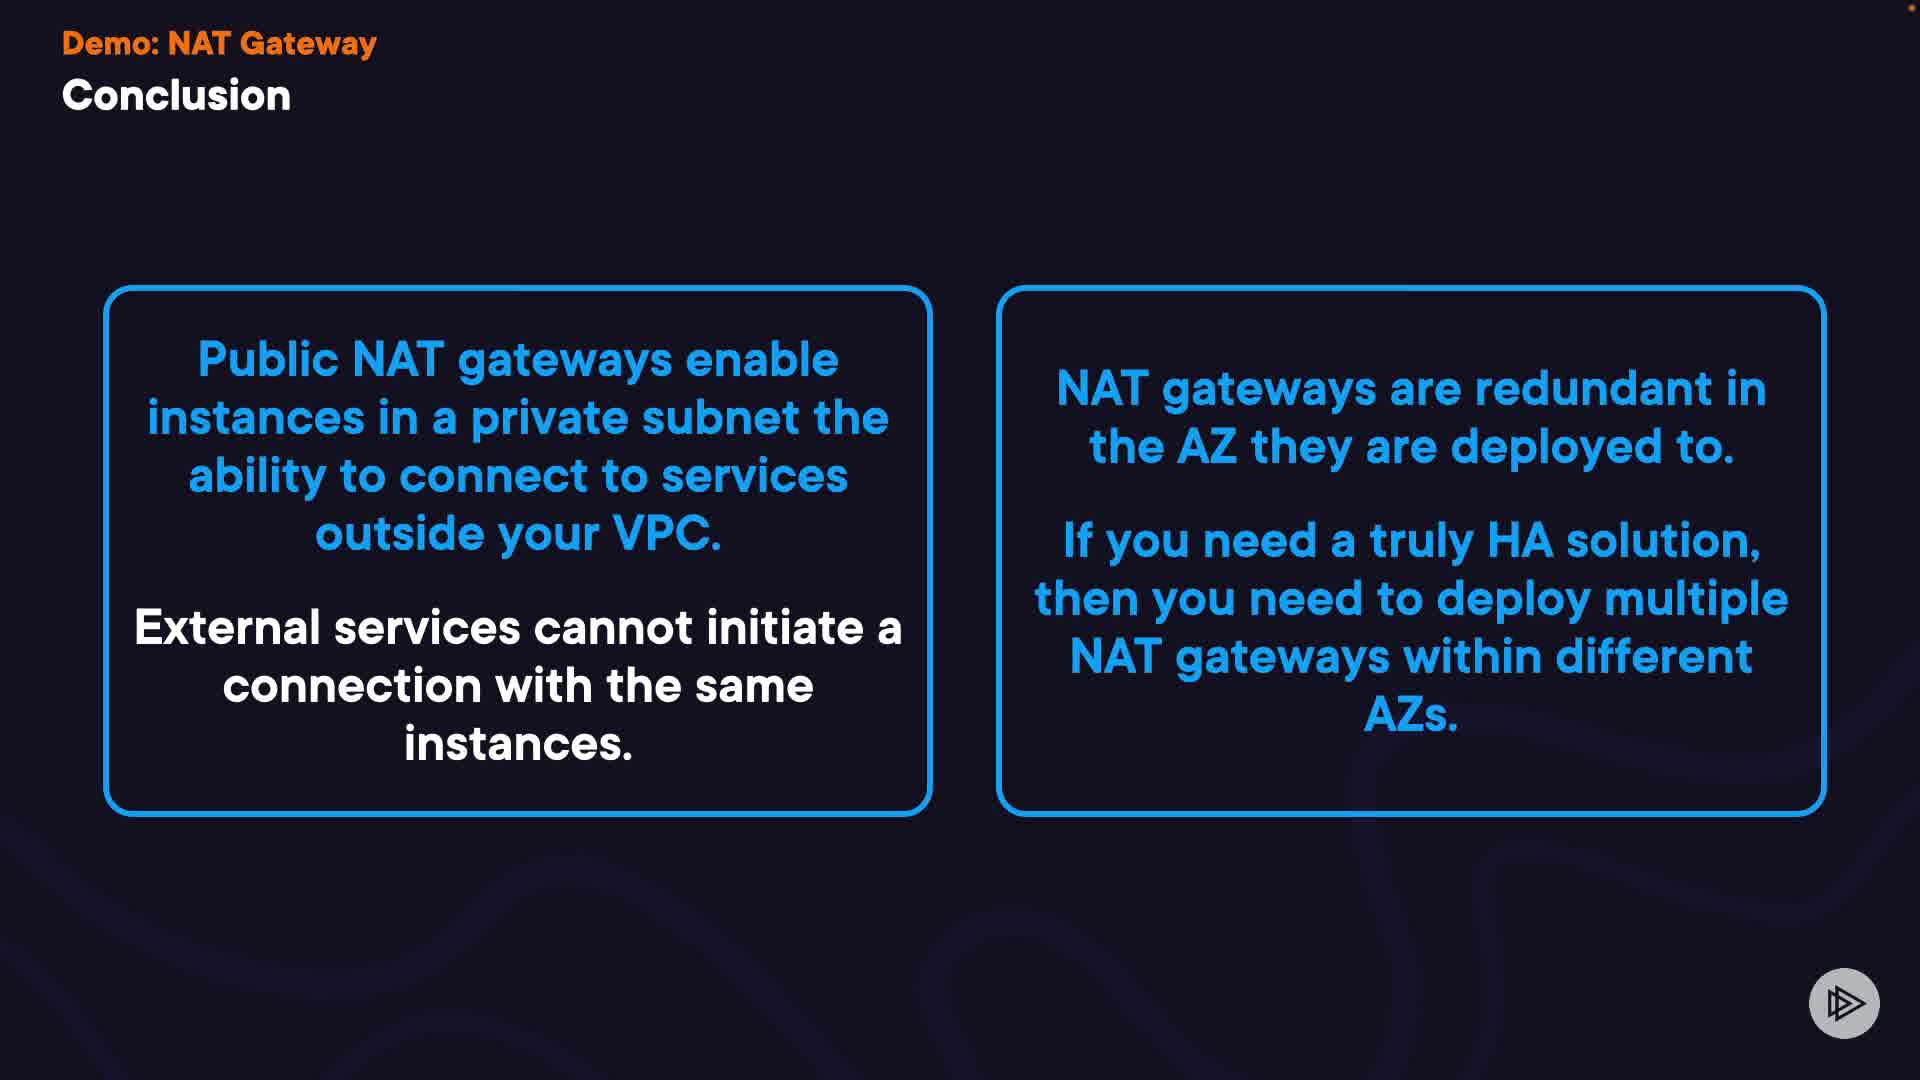 Demo: NAT Gateway
Conclusion
Public NAT gateways enable
instances in a private subnet the
ability to connect to services
outside your VPC.
External services cannot initiate a
connection with the same
instances.
NAT gateways are redundant in
the AZ they are deployed to.
If you need a truly HA solution,
then you need to deploy multiple
NAT gateways within different
AZs.